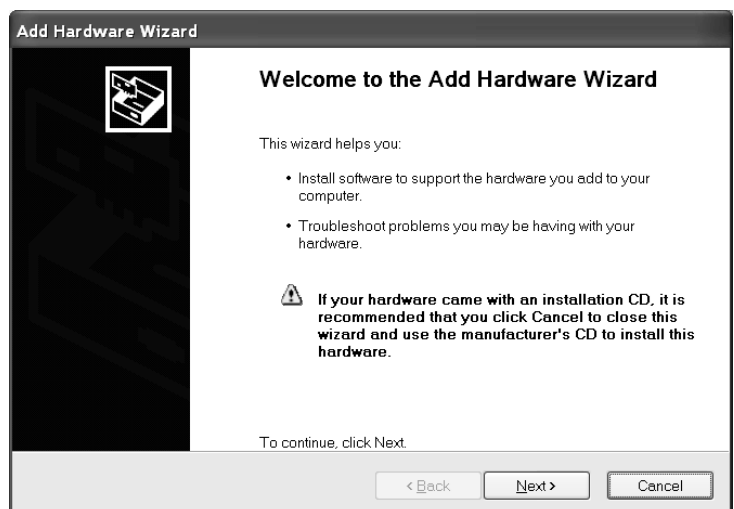 Add Hardware Wizard
Welcome to the Add Hardware Wizard
This wizard helps you:
• Install software to support the hardware you add to your
computer.
• Troubleshoot problems you may be having with your
hardware.
If your hardware came with an installation CD, it is
recommended that you click Cancel to close this
wizard and use the manufacturer's CD to install this
hardware.
To continue, click Next.
< Back Next > Cancel